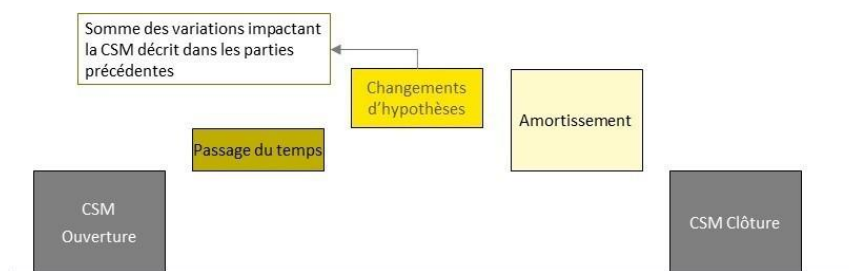 Somme des variations impactant
la CSM décrit dans les parties
précédentes
Changements
d'hypothèses
Amortissement
Passage du temps
CSM
Ouverture
CSM Clôture